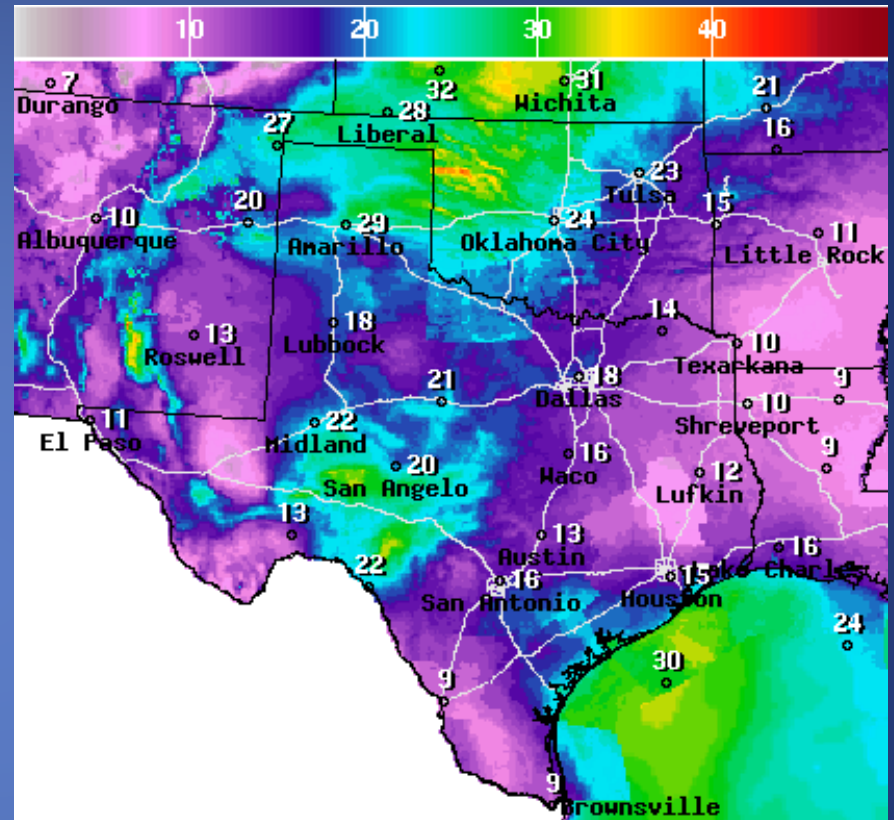 10 20 30 40
7
Durango
32
31
Wichita
28
Liberal
21
27
16
23
Tulsa
10
Albuquerque
20
29
Amarillo
24
Oklahoma City
15
11
Little Rock
13
Roswell
18
Lubbock
14
10
Texarkana
18
Dallas
11
El Paso
22
Midland
21
10
Shreveport
9
20
San Angelo
16
Waco
12
Lufkin
9
13
13
Austin
16
Lake Charles
22
16
San Antonio
15
Houston
24
30
9
9
Brownsville